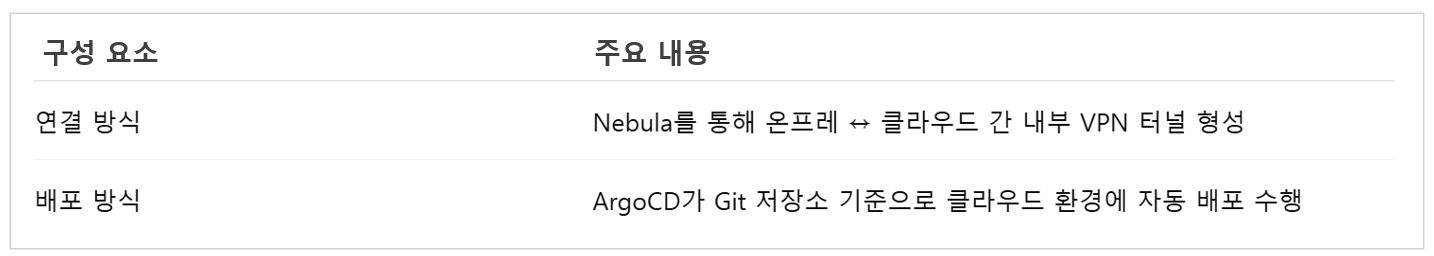 구성 요소 주요 내용
연결 방식 Nebula를 통해 온프레 ↔ 클라우드 간 내부 VPN 터널 형성
배포 방식 ArgoCD가 Git 저장소 기준으로 클라우드 환경에 자동 배포 수행